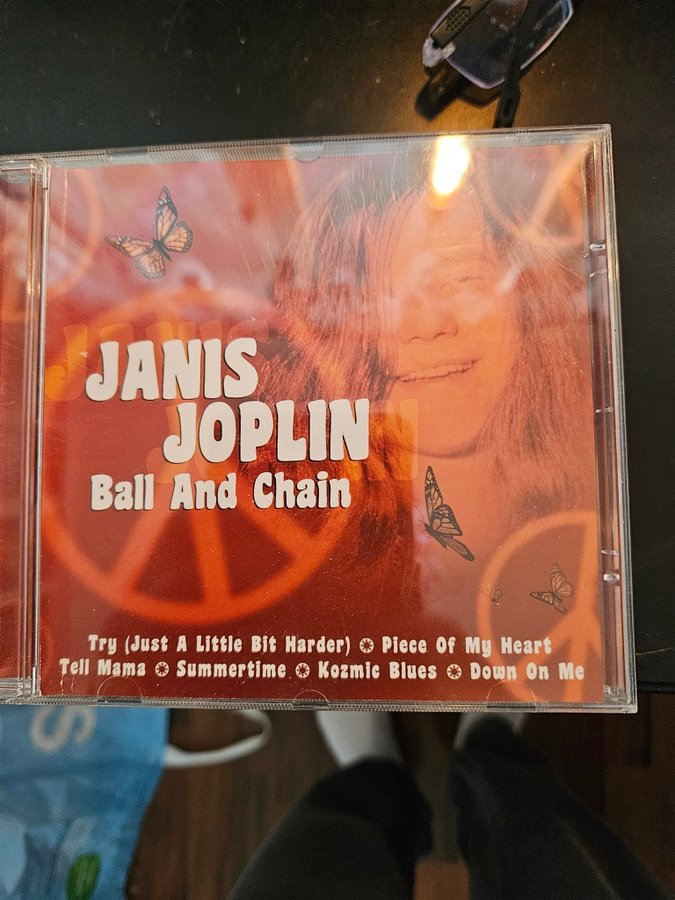 JANIS
JOPLIN
Ball And Chain
Try (Just A Little Bit Harder) ❂ Piece Of My Heart
Tell Mama ❂ Summertime ❂ Kozmic Blues ❂ Down On Me
S